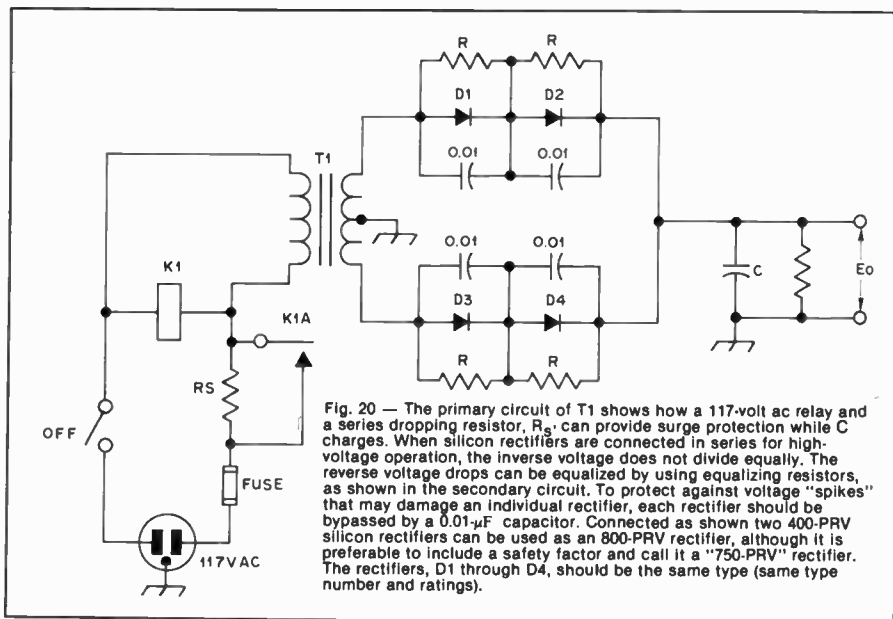 R R
D1 D2
0.01 0.01
T1
0.01 0.01
K1
C
Eo
D3 D4
K1A
RS
R R
OFF
FUSE
117VAC
Fig. 20 — The primary circuit of T1 shows how a 117-volt ac relay and
a series dropping resistor, Rs, can provide surge protection while C
charges. When silicon rectifiers are connected in series for high-
voltage operation, the inverse voltage does not divide equally. The
reverse voltage drops can be equalized by using equalizing resistors,
as shown in the secondary circuit. To protect against voltage "spikes"
that may damage an individual rectifier, each rectifier should be
bypassed by a 0.01-μF capacitor. Connected as shown two 400-PRV
silicon rectifiers can be used as an 800-PRV rectifier, although it is
preferable to include a safety factor and call it a "750-PRV" rectifier.
The rectifiers, D1 through D4, should be the same type (same type
number and ratings).